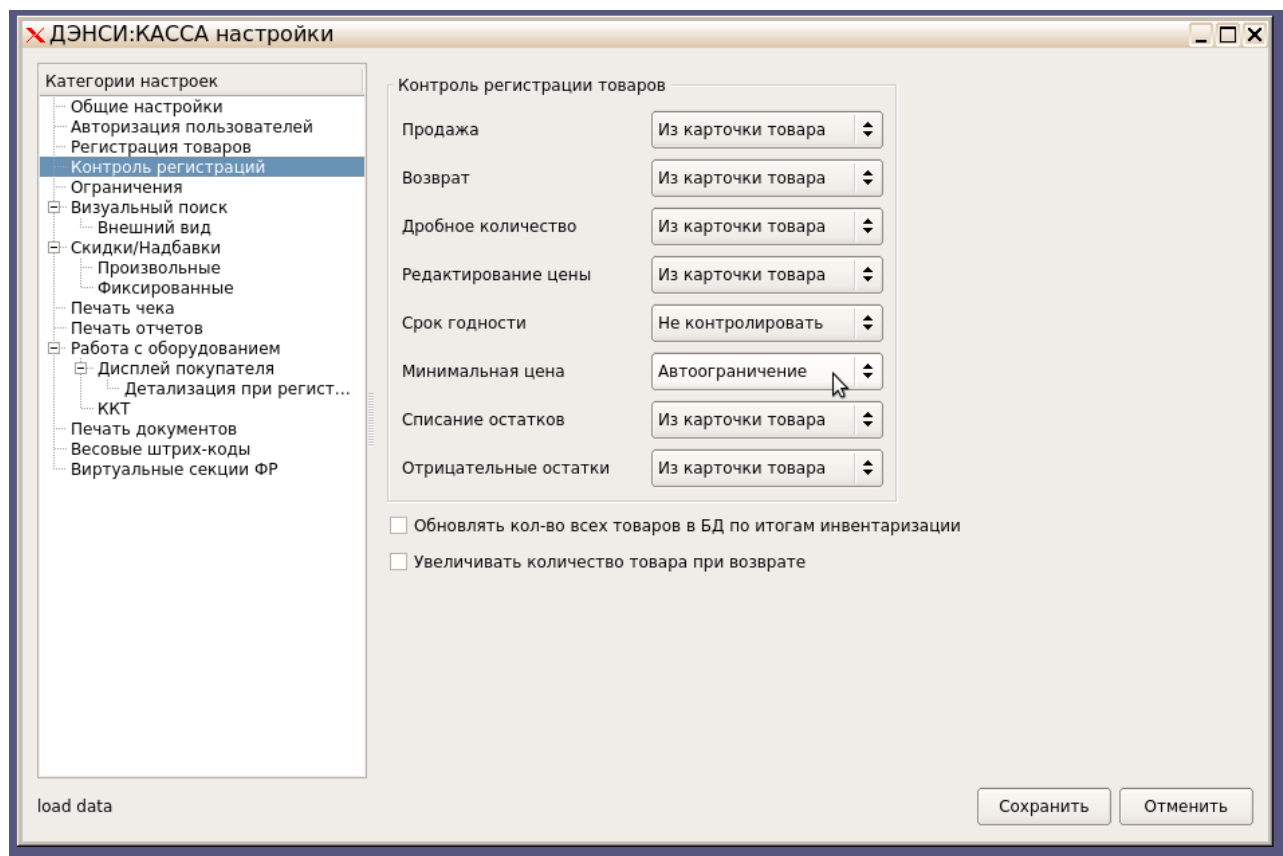 ДЭНСИ:КАССА настройки
Категории настроек
Общие настройки
Авторизация пользователей
Регистрация товаров
Контроль регистраций
Ограничения
Визуальный поиск
Внешний вид
Скидки/Надбавки
Произвольные
Фиксированные
Печать чека
Печать отчетов
Работа с оборудованием
Дисплей покупателя
Детализация при регист...
ККТ
Печать документов
Весовые штрих-коды
Виртуальные секции ФР
Контроль регистрации товаров
Продажа Из карточки товара
Возврат Из карточки товара
Дробное количество Из карточки товара
Редактирование цены Из карточки товара
Срок годности Не контролировать
Минимальная цена Автоограничение
Списание остатков Из карточки товара
Отрицательные остатки Из карточки товара
Обновлять кол-во всех товаров в БД по итогам инвентаризации
Увеличивать количество товара при возврате
load data
Сохранить Отменить